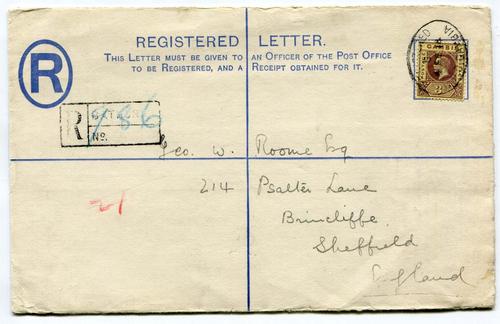 REGISTERED LETTER.
THIS LETTER MUST BE GIVEN TO AN OFFICER OF THE POST OFFICE
TO BE REGISTERED, AND A RECEIPT OBTAINED FOR IT.
R
GAMBIA
R
986
No.
Geo. W. Roome Esq
214 Psalter Lane
Brincliffe
Sheffield
England
21